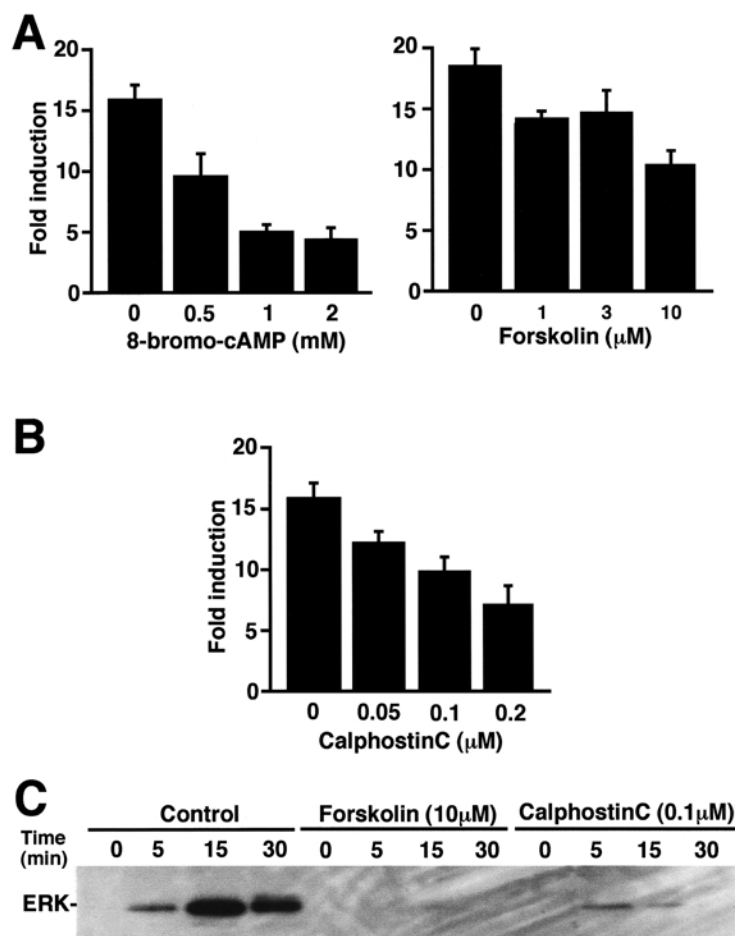 A
20
15
10
5
0
Fold induction
0 0.5 1 2
8-bromo-cAMP (mM)
20
15
10
5
0
0 1 3 10
Forskolin (μM)
B
20
15
10
5
0
Fold induction
0 0.05 0.1 0.2
CalphostinC (μM)
C
Control Forskolin (10μM) CalphostinC (0.1μM)
Time
(min)
0 5 15 30 0 5 15 30 0 5 15 30
ERK-